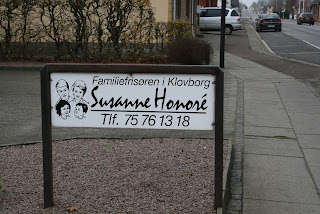 Familiefrisøren i Klovborg
Susanne Honoré
Tlf. 75 76 13 18